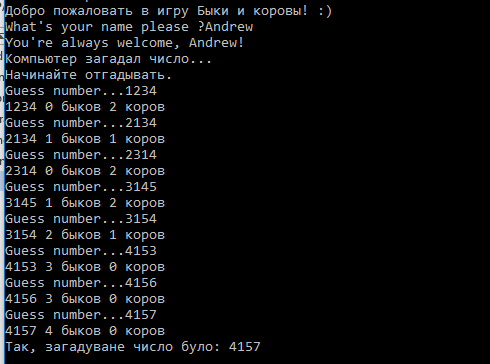 Добро пожаловать в игру Быки и коровы! :)
What's your name please ?Andrew
You're always welcome, Andrew!
Компьютер загадал число...
Начинайте отгадывать.
Guess number...1234
1234 0 быков 2 коров
Guess number...2134
2134 1 быков 1 коров
Guess number...2314
2314 0 быков 2 коров
Guess number...3145
3145 1 быков 2 коров
Guess number...3154
3154 2 быков 1 коров
Guess number...4153
4153 3 быков 0 коров
Guess number...4156
4156 3 быков 0 коров
Guess number...4157
4157 4 быков 0 коров
Так, загадуване число було: 4157